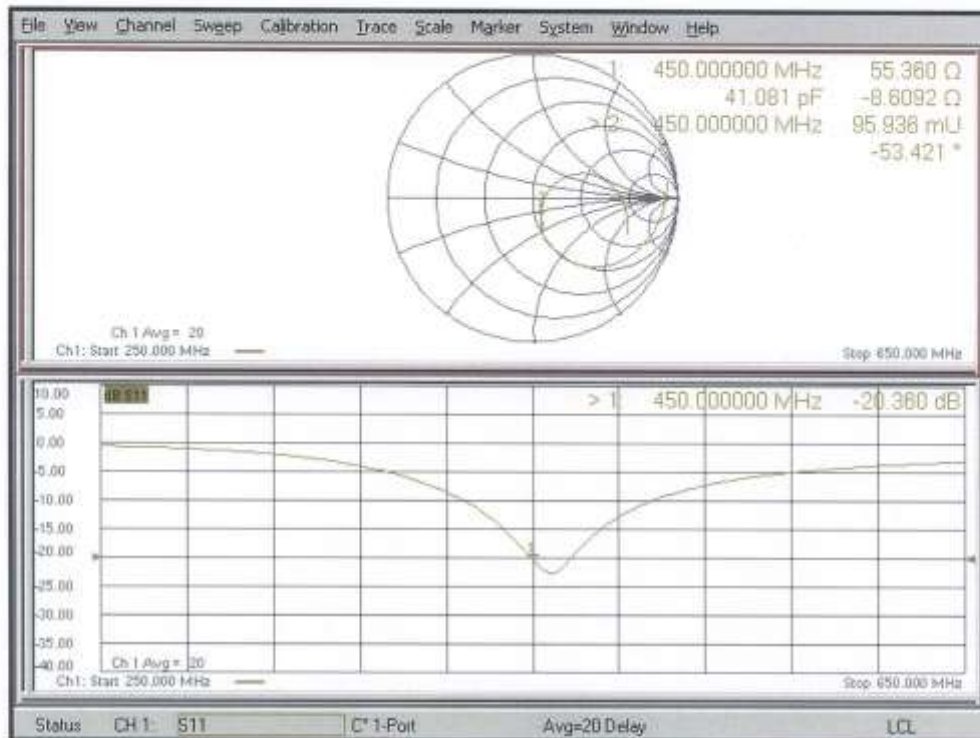 File View Channel Sweep Calibration Trace Scale Marker System Window Help
1 450.000000 MHz 55.360 Ω
41.081 pF -8.6092 Ω
> 2 450.000000 MHz 95.938 mU
-53.421 °
Ch 1 Avg = 20
Ch1: Start 250.000 MHz
Stop 650.000 MHz
10.00
dB S11
> 1 450.000000 MHz -20.360 dB
5.00
0.00
-5.00
-10.00
-15.00
-20.00
-25.00
-30.00
-35.00
-40.00
Ch 1 Avg = 20
Ch1: Start 250.000 MHz
Stop 650.000 MHz
Status CH 1: S11 C* 1-Port Avg=20 Delay LCL